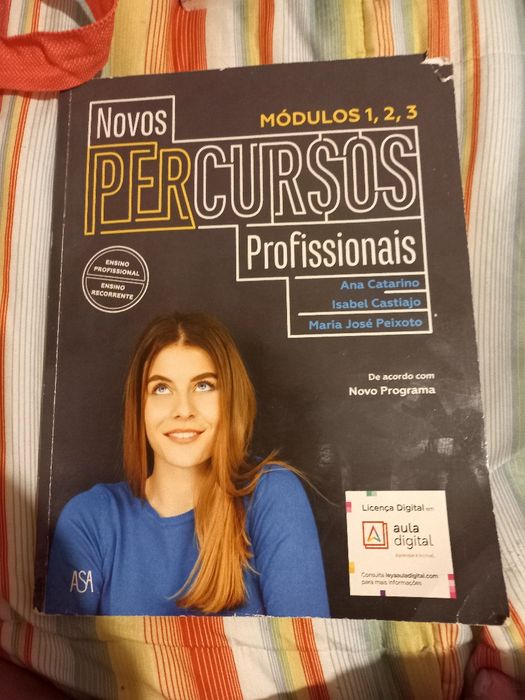 MÓDULOS 1, 2, 3
Novos
PERCURSOS
Profissionais
Ana Catarino
Isabel Castiajo
Maria José Peixoto
ENSINO
PROFISSIONAL
ENSINO
RECORRENTE
De acordo com
Novo Programa
Licença Digital em
aula
digital
Consulta leyaauladigital.com
para mais informações
ASA